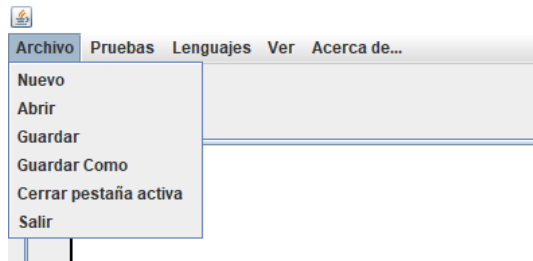 Archivo Pruebas Lenguajes Ver Acerca de...
Nuevo
Abrir
Guardar
Guardar Como
Cerrar pestaña activa
Salir